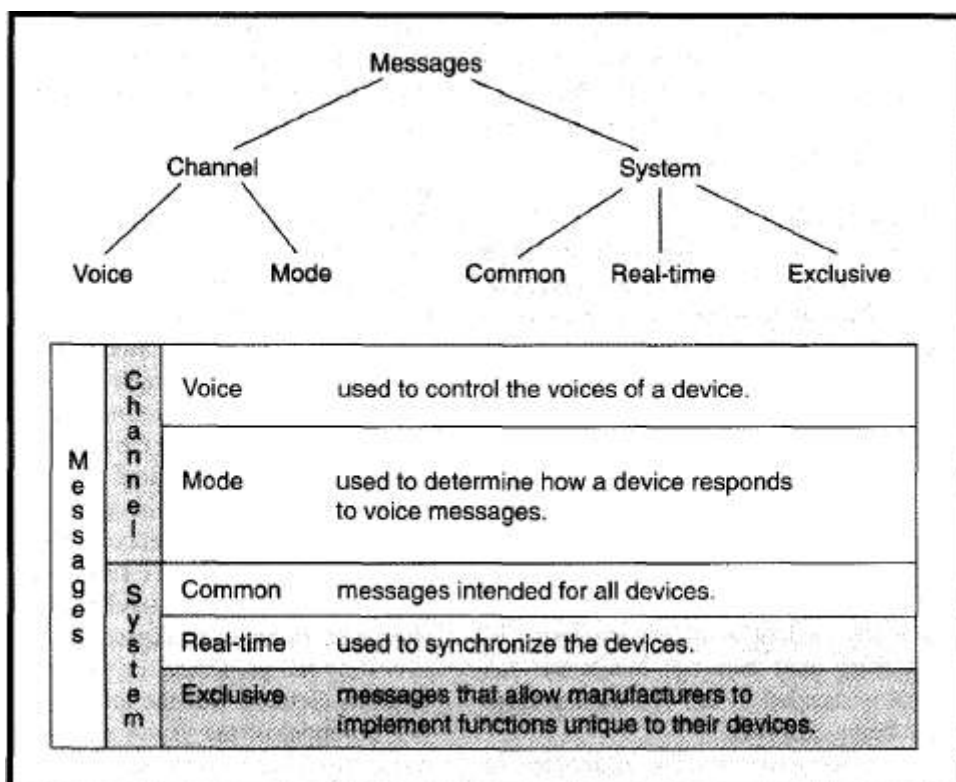 Messages
Channel System
Voice Mode Common Real-time Exclusive
Messages
Channel
Voice used to control the voices of a device.
Mode used to determine how a device responds
to voice messages.
System
Common messages intended for all devices.
Real-time used to synchronize the devices.
Exclusive messages that allow manufacturers to
implement functions unique to their devices.